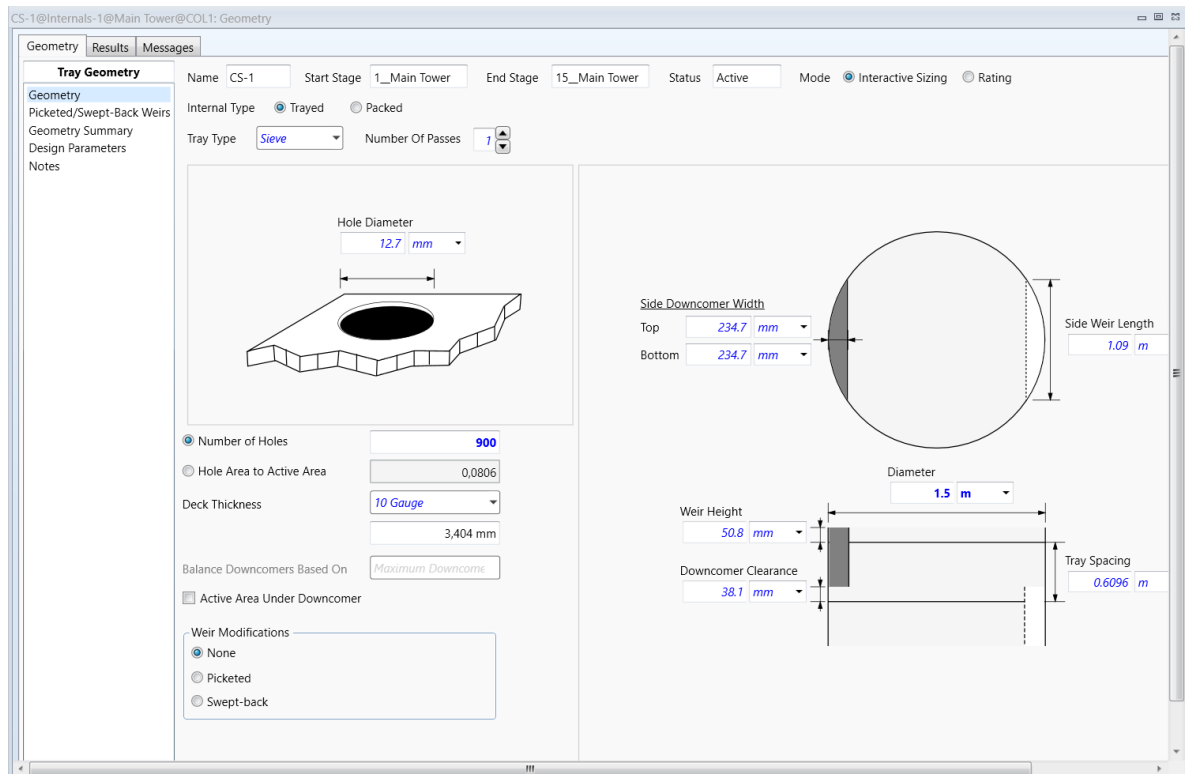 CS-1@Internals-1@Main Tower@COL1: Geometry
Geometry Results Messages
Tray Geometry
Geometry
Picketed/Swept-Back Weirs
Geometry Summary
Design Parameters
Notes
Name CS-1 Start Stage 1__Main Tower End Stage 15__Main Tower Status Active Mode Interactive Sizing Rating
Internal Type Trayed Packed
Tray Type Sieve Number Of Passes 1
Hole Diameter
12.7 mm
Number of Holes 900
Hole Area to Active Area 0,0806
Deck Thickness 10 Gauge
3,404 mm
Balance Downcomers Based On Maximum Downcome
Active Area Under Downcomer
Weir Modifications
None
Picketed
Swept-back
Side Downcomer Width
Top 234.7 mm
Bottom 234.7 mm
Side Weir Length
1.09 m
Diameter
1.5 m
Weir Height
50.8 mm
Downcomer Clearance
38.1 mm
Tray Spacing
0.6096 m